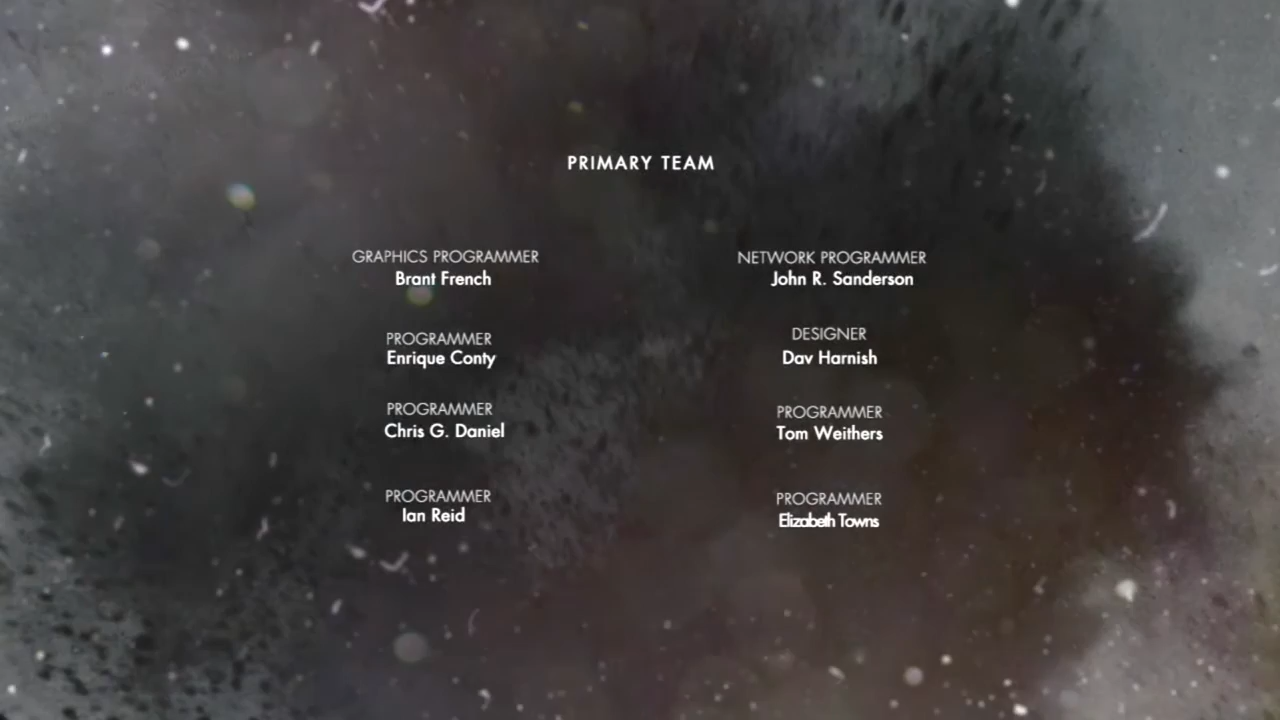 PRIMARY TEAM
GRAPHICS PROGRAMMER
Brant French
NETWORK PROGRAMMER
John R. Sanderson
PROGRAMMER
Enrique Conty
DESIGNER
Dav Harnish
PROGRAMMER
Chris G. Daniel
PROGRAMMER
Tom Weithers
PROGRAMMER
Ian Reid
PROGRAMMER
Elizabeth Towns